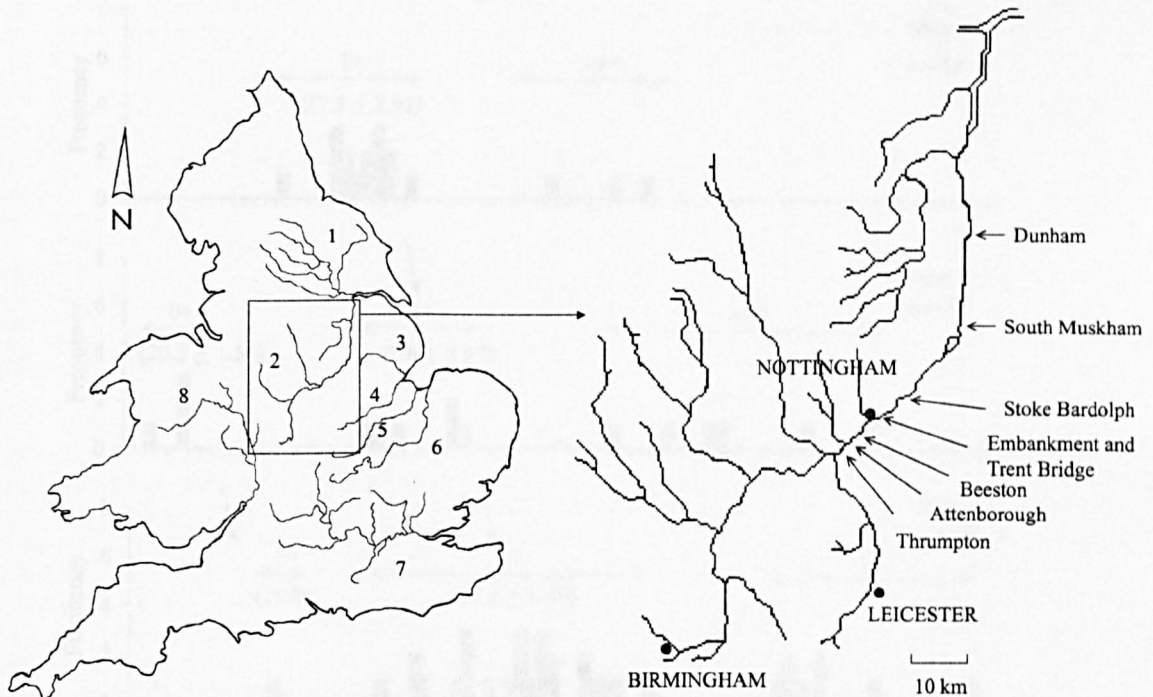 N
1
2
3
4
5
6
7
8
Dunham
South Muskham
NOTTINGHAM
Stoke Bardolph
Embankment and
Trent Bridge
Beeston
Attenborough
Thrumpton
LEICESTER
BIRMINGHAM
10 km